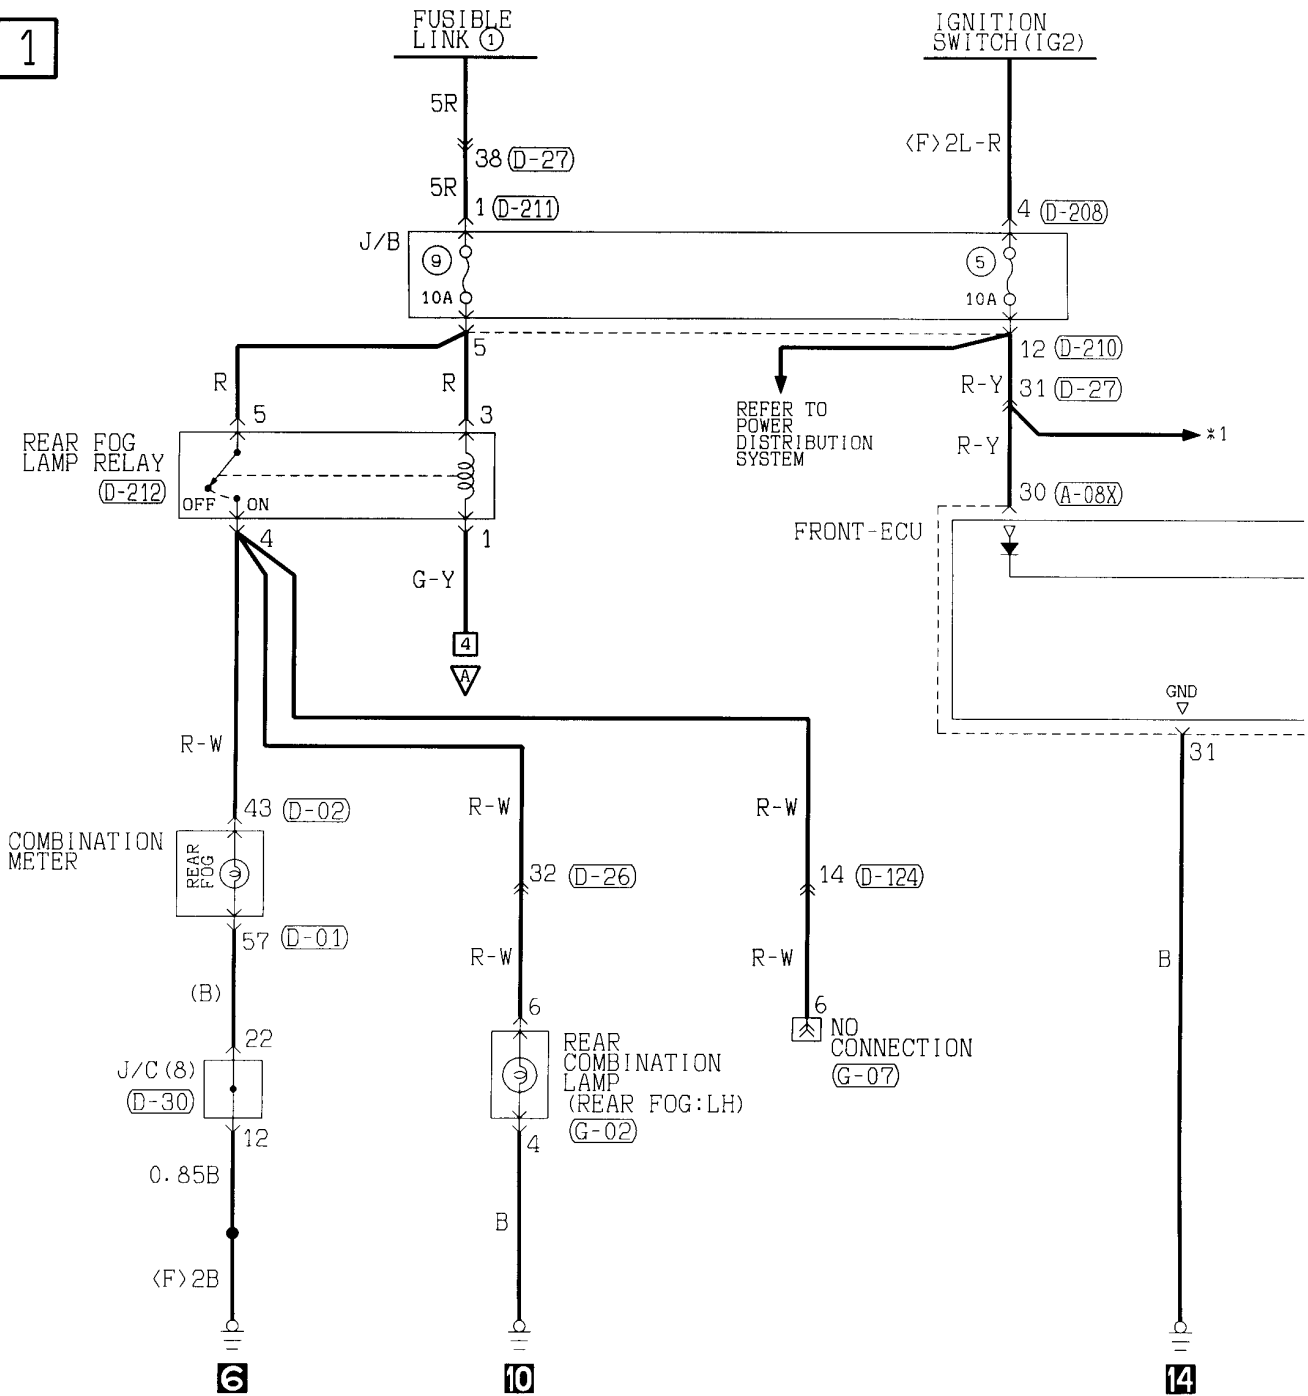 1
FUSIBLE
LINK ①
IGNITION
SWITCH(IG2)
5R
<F>2L-R
38 (D-27)
5R
1 (D-211)
4 (D-208)
J/B
9
10A
5
10A
5
12 (D-210)
R
R
R-Y
31 (D-27)
REFER TO
POWER
DISTRIBUTION
SYSTEM
*1
5
3
R-Y
REAR FOG
LAMP RELAY
(D-212)
OFF
ON
30 (A-08X)
FRONT-ECU
4
1
G-Y
4
A
GND
31
R-W
43 (D-02)
R-W
R-W
COMBINATION
METER
REAR
FOG
32 (D-26)
14 (D-124)
57 (D-01)
R-W
R-W
B
(B)
6
6
NO
CONNECTION
(G-07)
22
J/C(8)
(D-30)
REAR
COMBINATION
LAMP
(REAR FOG:LH)
(G-02)
12
4
0.85B
B
<F>2B
6
10
14